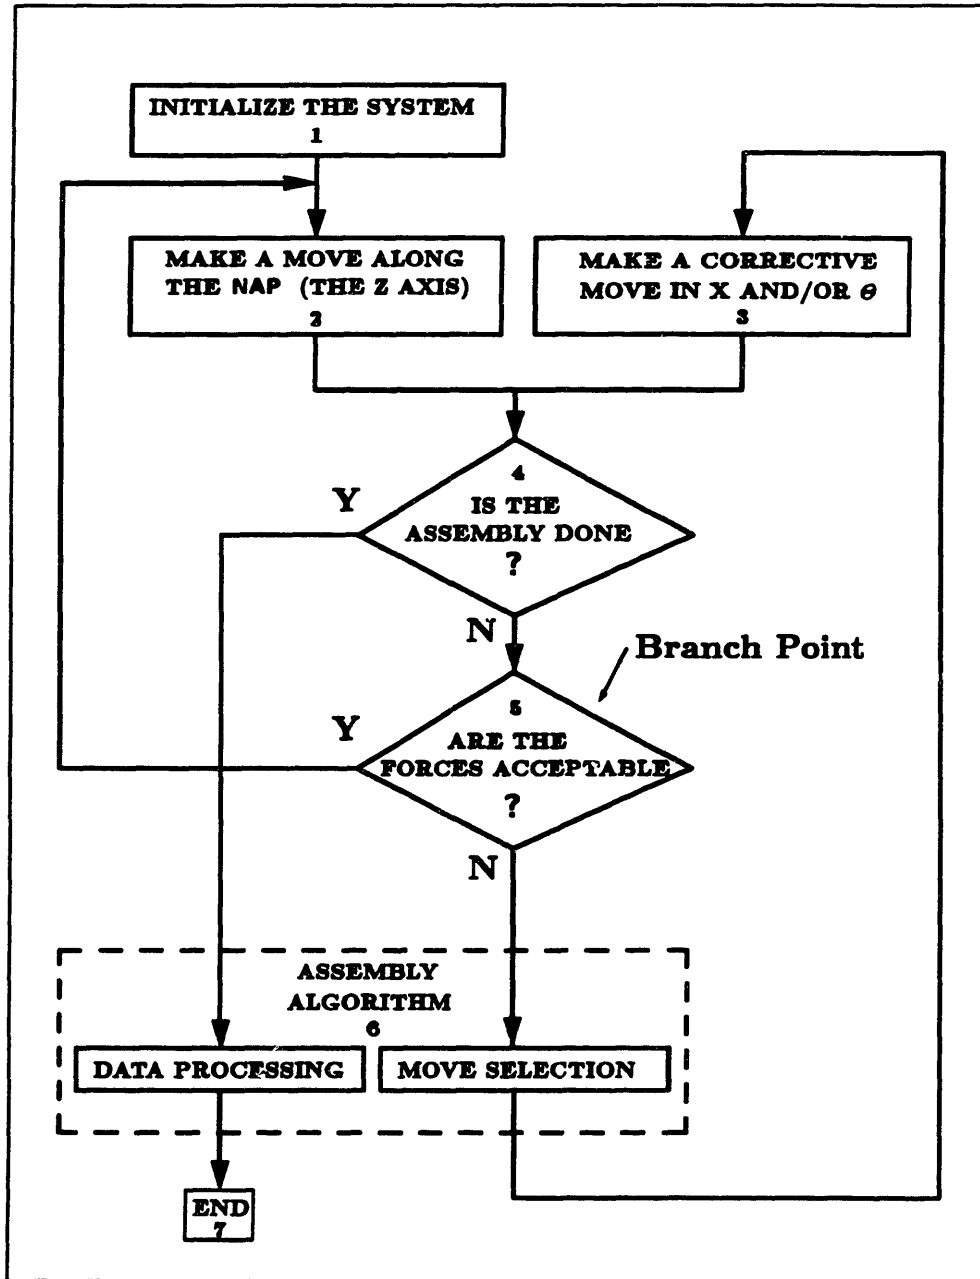 INITIALIZE THE SYSTEM
1
MAKE A MOVE ALONG
THE NAP (THE Z AXIS)
2
MAKE A CORRECTIVE
MOVE IN X AND/OR θ
3
4
IS THE
ASSEMBLY DONE
?
Y
N
Branch Point
5
ARE THE
FORCES ACCEPTABLE
?
Y
N
ASSEMBLY
ALGORITHM
6
DATA PROCESSING
MOVE SELECTION
END
7